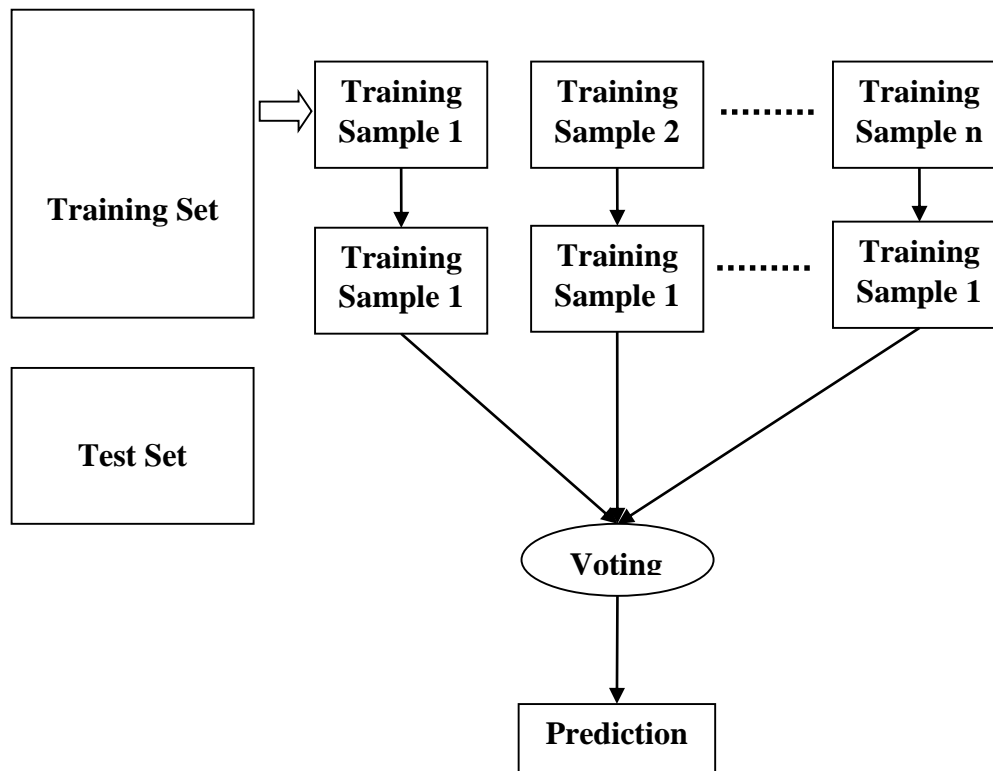 Training Set
Training
Sample 1
Training
Sample 2
Training
Sample n
Training
Sample 1
Training
Sample 1
Training
Sample 1
Test Set
Voting
Prediction